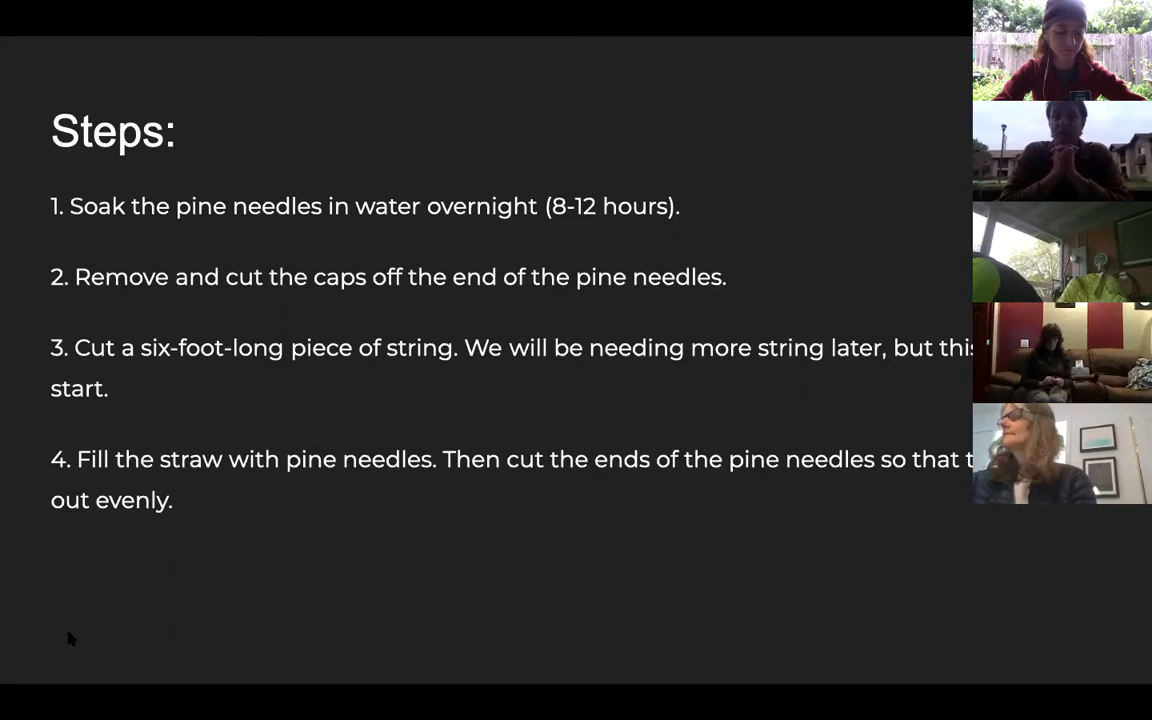 Steps:
1. Soak the pine needles in water overnight (8-12 hours).
2. Remove and cut the caps off the end of the pine needles.
3. Cut a six-foot-long piece of string. We will be needing more string later, but this
start.
4. Fill the straw with pine needles. Then cut the ends of the pine needles so that
out evenly.